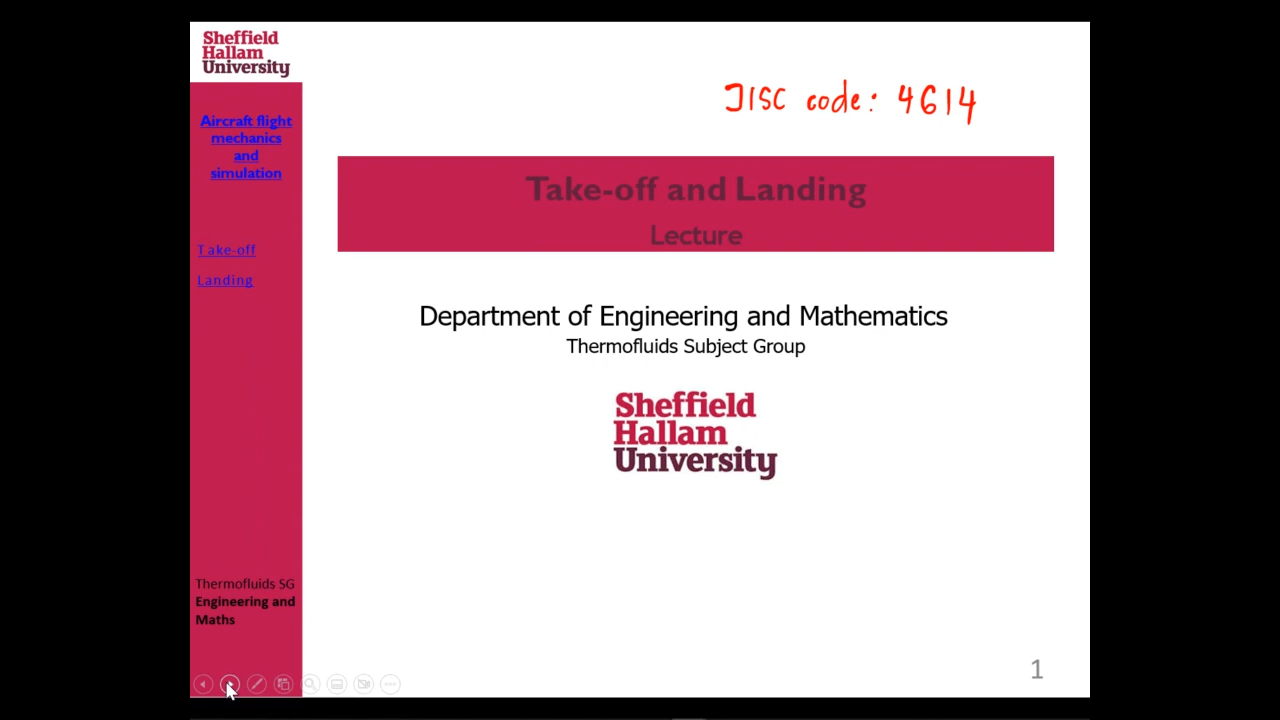 Sheffield
Hallam
University
JISC code: 4614
Aircraft flight
mechanics
and
simulation
Take-off and Landing
Lecture
Take-off
Landing
Department of Engineering and Mathematics
Thermofluids Subject Group
Sheffield
Hallam
University
Thermofluids SG
Engineering and
Maths
1